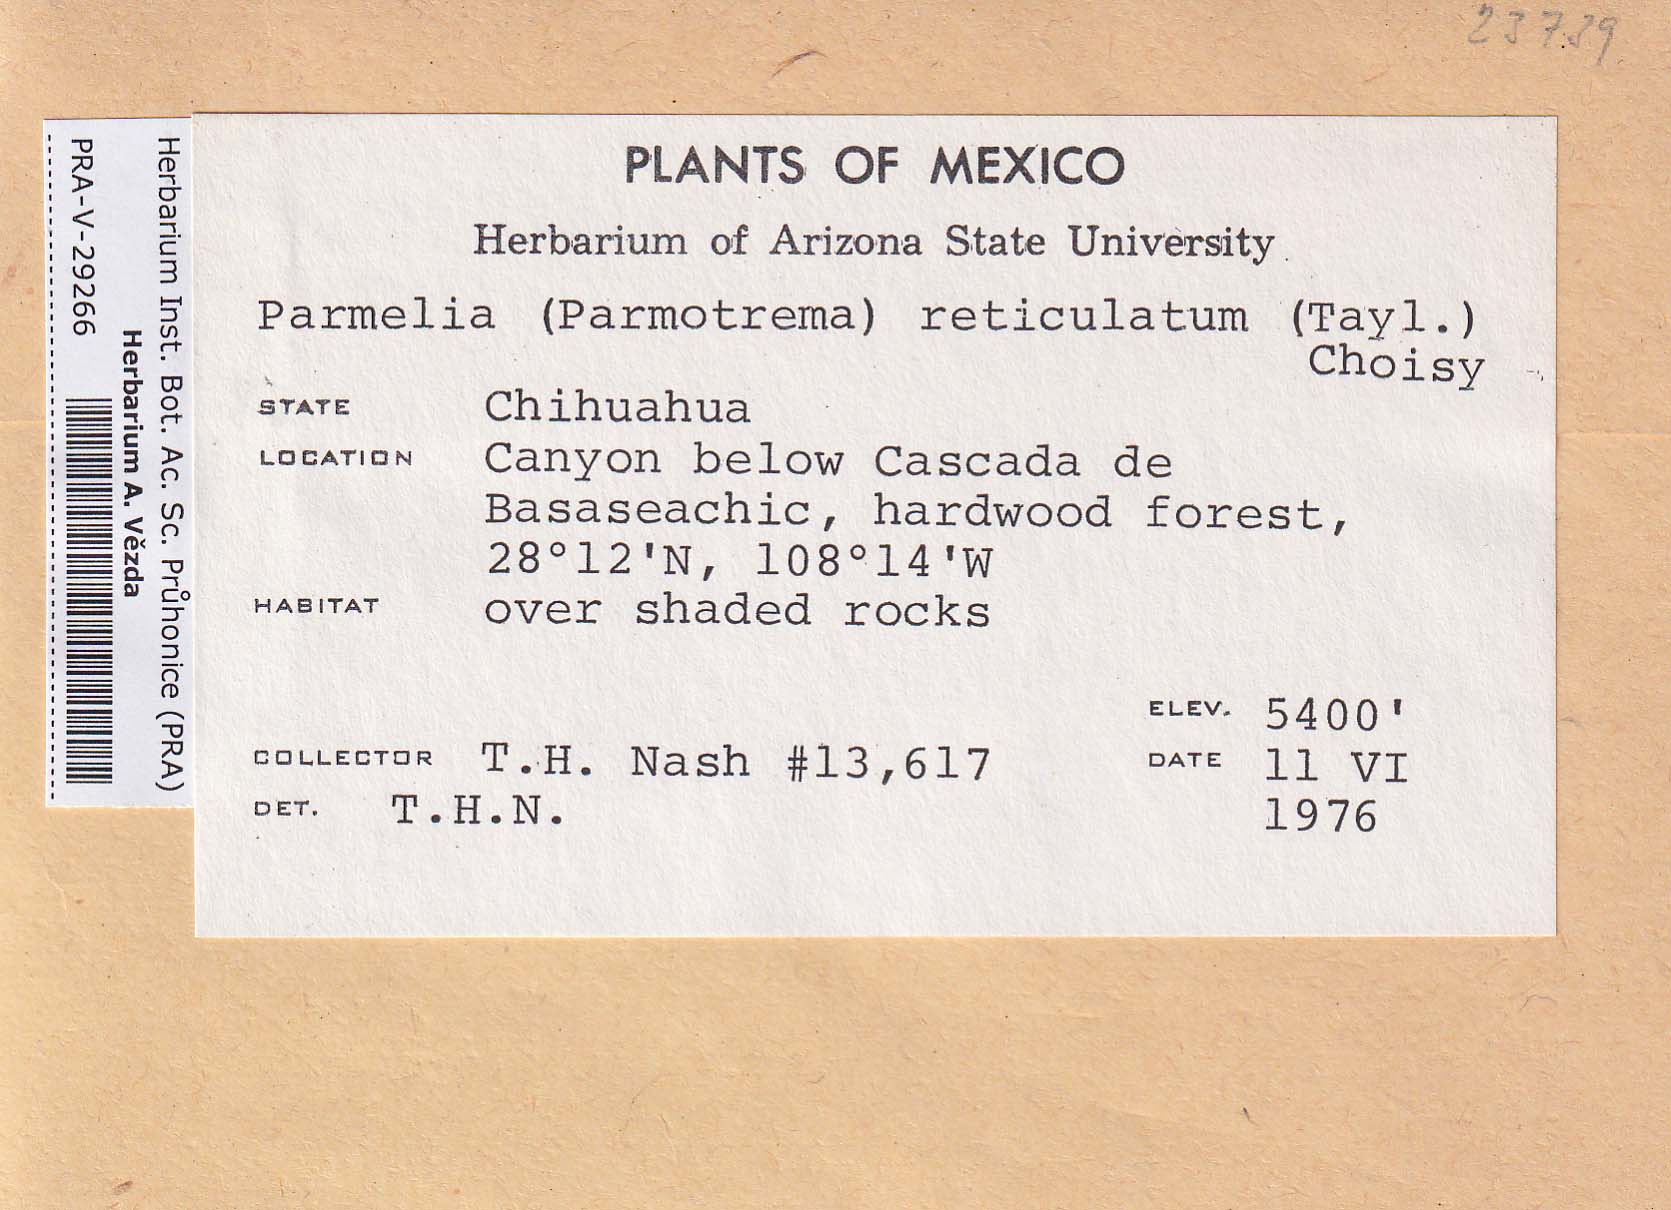 23739
PLANTS OF MEXICO
Herbarium of Arizona State University
Parmelia (Parmotrema) reticulatum (Tayl.)
Choisy
STATE Chihuahua
LOCATION Canyon below Cascada de
Basaseachic, hardwood forest,
28°12'N, 108°14'W
HABITAT over shaded rocks
ELEV. 5400'
COLLECTOR T.H. Nash #13,617
DATE 11 VI
1976
DET. T.H.N.
Herbarium Inst. Bot. Ac. Sc. Průhonice (PRA)
Herbarium A. Vězda
PRA-V-29266